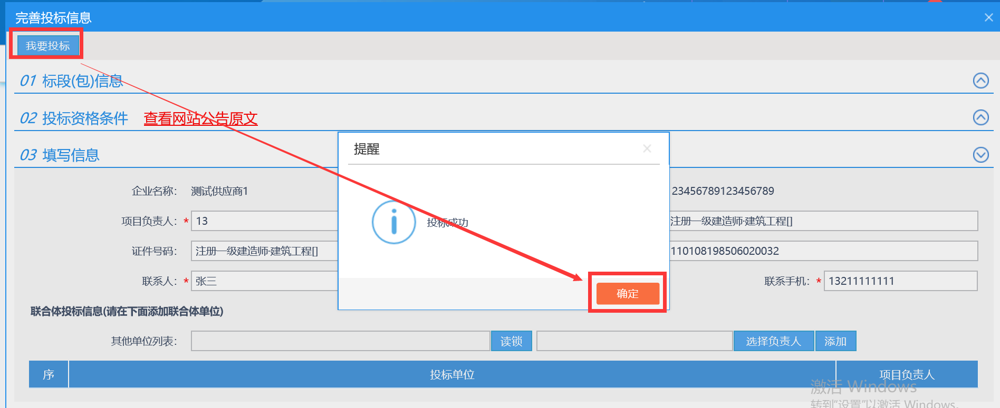 完善投标信息
我要投标
01 标段(包)信息
02 投标资格条件 查看网站公告原文
03 填写信息
提醒
投标成功
确定
企业名称： 测试供应商1 23456789123456789
项目负责人：* 13 注册一级建造师·建筑工程[]
证件号码： 注册一级建造师·建筑工程[] 110108198506020032
联系人：* 张三 联系手机：* 13211111111
联合体投标信息(请在下面添加联合体单位)
其他单位列表： 读锁 选择负责人 添加
序 投标单位 项目负责人
激活 Windows
转到“设置”以激活 Windows。